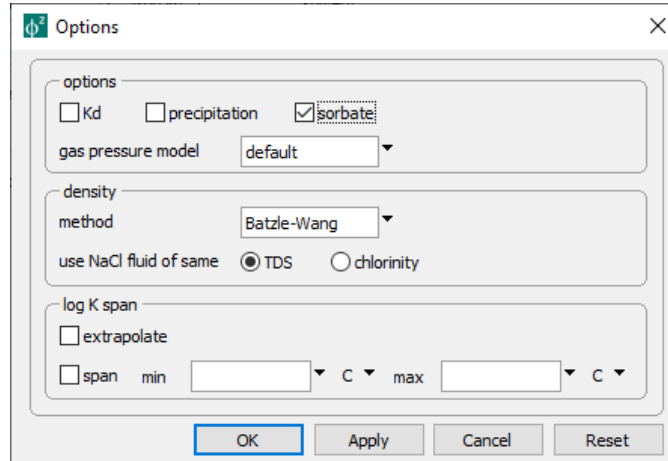 ϕ² Options
options
Kd precipitation sorbate
gas pressure model default
density
method Batzle-Wang
use NaCl fluid of same TDS chlorinity
log K span
extrapolate
span min C max C
OK Apply Cancel Reset